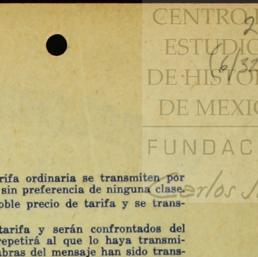 CENTRO
ESTUDIO
DE HISTO
DE MEXIC
FUNDAC
Carlos
rifa ordinaria se transmiten por
sin preferencia de ninguna clase.
oble precio de tarifa y se trans-
tarifa y serán confrontados del
repetirá al que lo haya transmi-
bras del mensaje han sido trans-